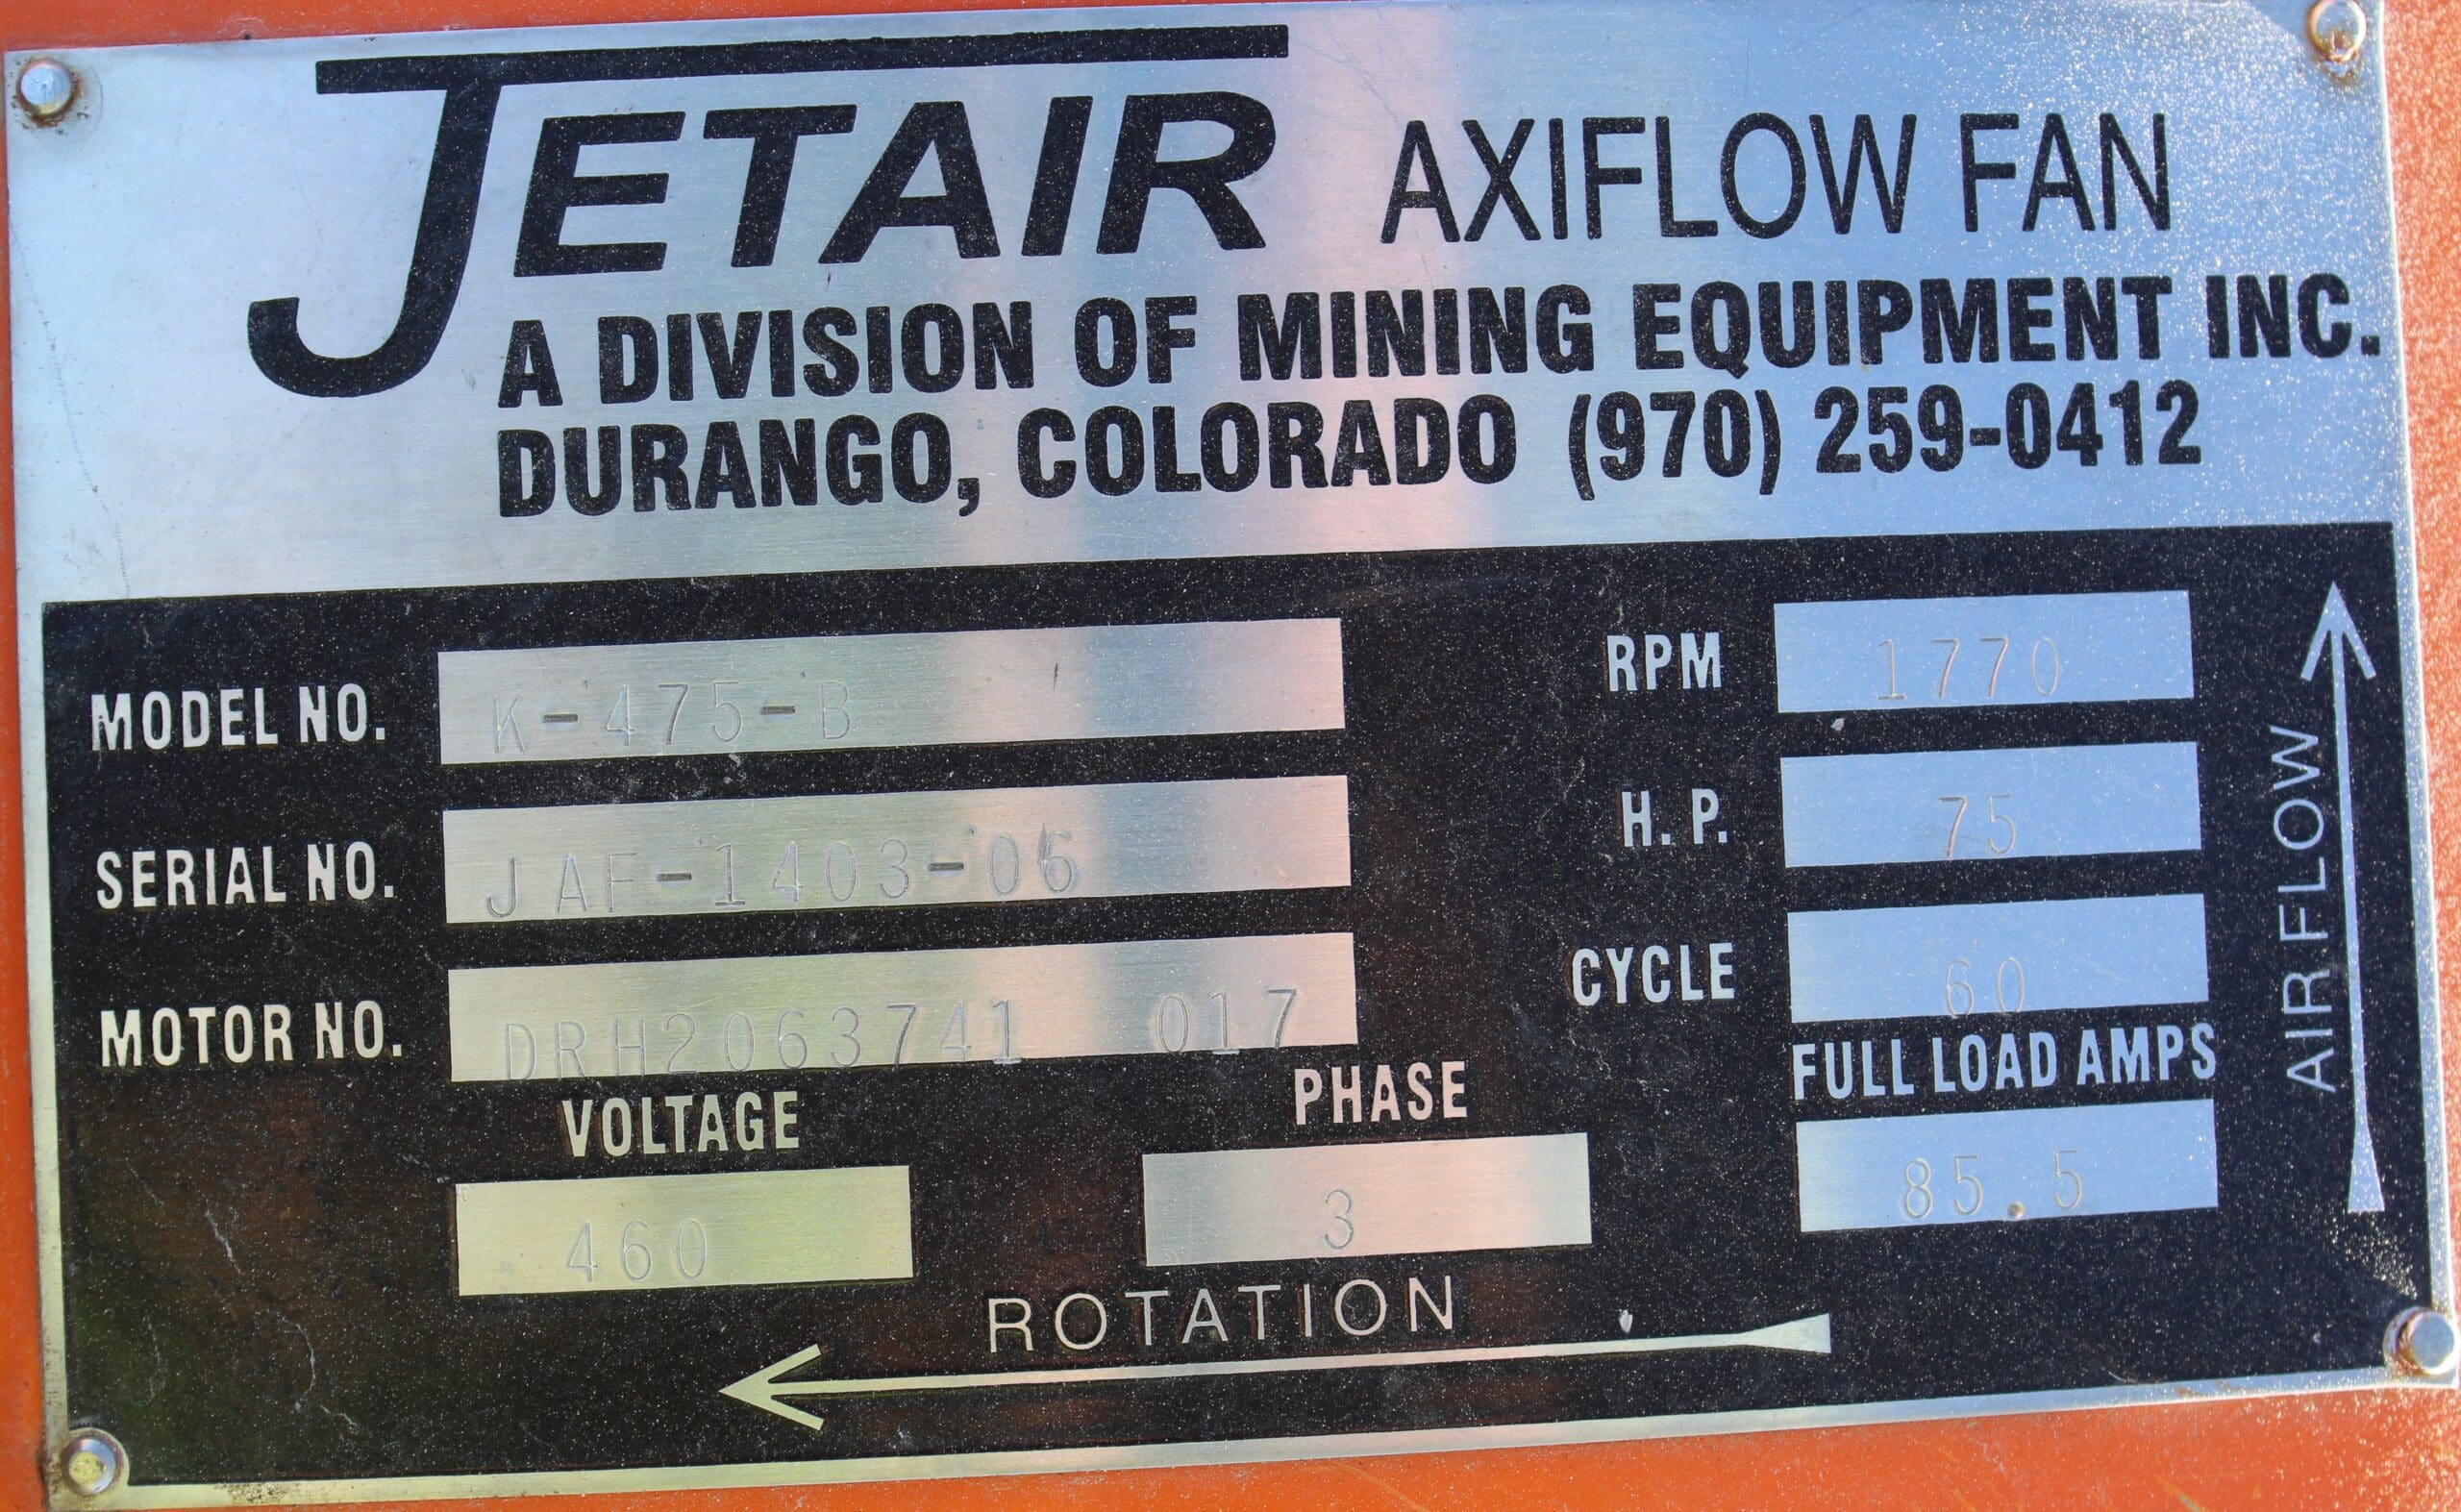 JETAIR AXIFLOW FAN
A DIVISION OF MINING EQUIPMENT INC.
DURANGO, COLORADO (970) 259-0412
MODEL NO. K-475-B
SERIAL NO. JAF-1403-06
MOTOR NO. DRH2063741 017
VOLTAGE
460
PHASE
3
RPM 1770
H.P. 75
CYCLE 60
FULL LOAD AMPS
85.5
AIR FLOW
ROTATION